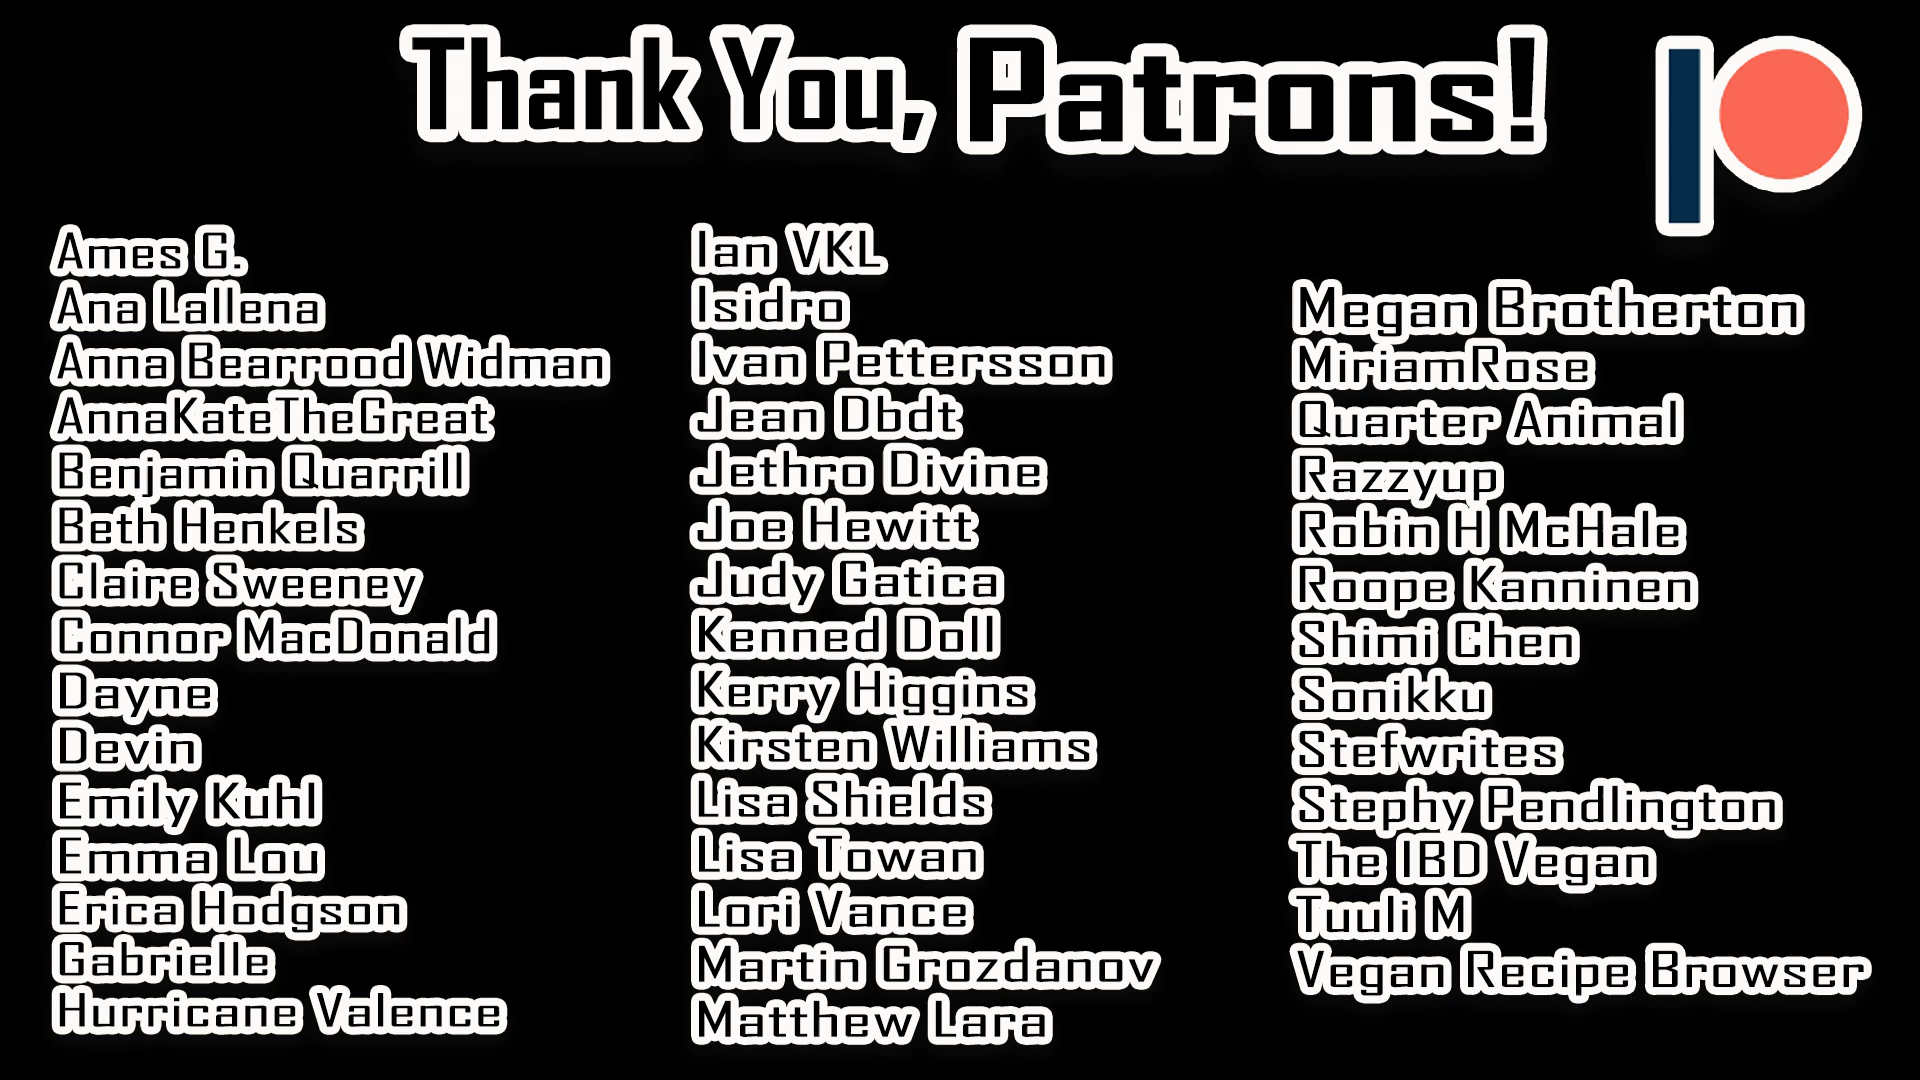 Thank You, Patrons!
Ames G.
Ana Lallena
Anna Bearrood Widman
AnnaKateTheGreat
Benjamin Quarrill
Beth Henkels
Claire Sweeney
Connor MacDonald
Dayne
Devin
Emily Kuhl
Emma Lou
Erica Hodgson
Gabrielle
Hurricane Valence
Ian VKL
Isidro
Ivan Pettersson
Jean Dbdt
Jethro Divine
Joe Hewitt
Judy Gatica
Kenned Doll
Kerry Higgins
Kirsten Williams
Lisa Shields
Lisa Towan
Lori Vance
Martin Grozdanov
Matthew Lara
Megan Brotherton
MiriamRose
Quarter Animal
Razzyup
Robin H McHale
Roope Kanninen
Shimi Chen
Sonikku
Stefwrites
Stephy Pendlington
The IBD Vegan
Tuuli M
Vegan Recipe Browser